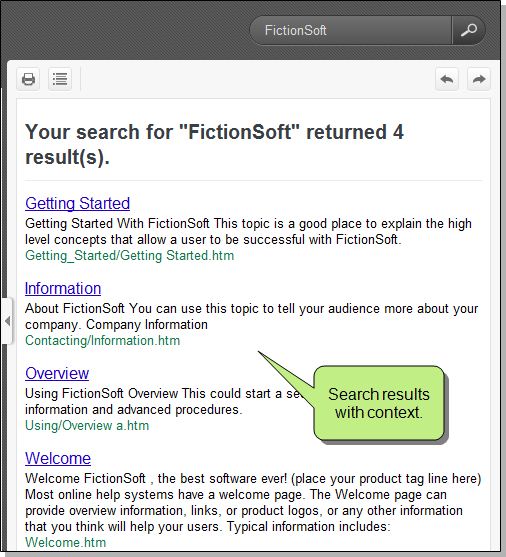 FictionSoft
Your search for "FictionSoft" returned 4
result(s).
Getting Started
Getting Started With FictionSoft This topic is a good place to explain the high
level concepts that allow a user to be successful with FictionSoft.
Getting_Started/Getting Started.htm
Information
About FictionSoft You can use this topic to tell your audience more about your
company. Company Information
Contacting/Information.htm
Overview
Using FictionSoft Overview This could start a
information and advanced procedures.
Using/Overview a.htm
Search results
with context.
Welcome
Welcome FictionSoft , the best software ever! (place your product tag line here)
Most online help systems have a welcome page. The Welcome page can
provide overview information, links, or product logos, or any other information
that you think will help your users. Typical information includes:
Welcome.htm